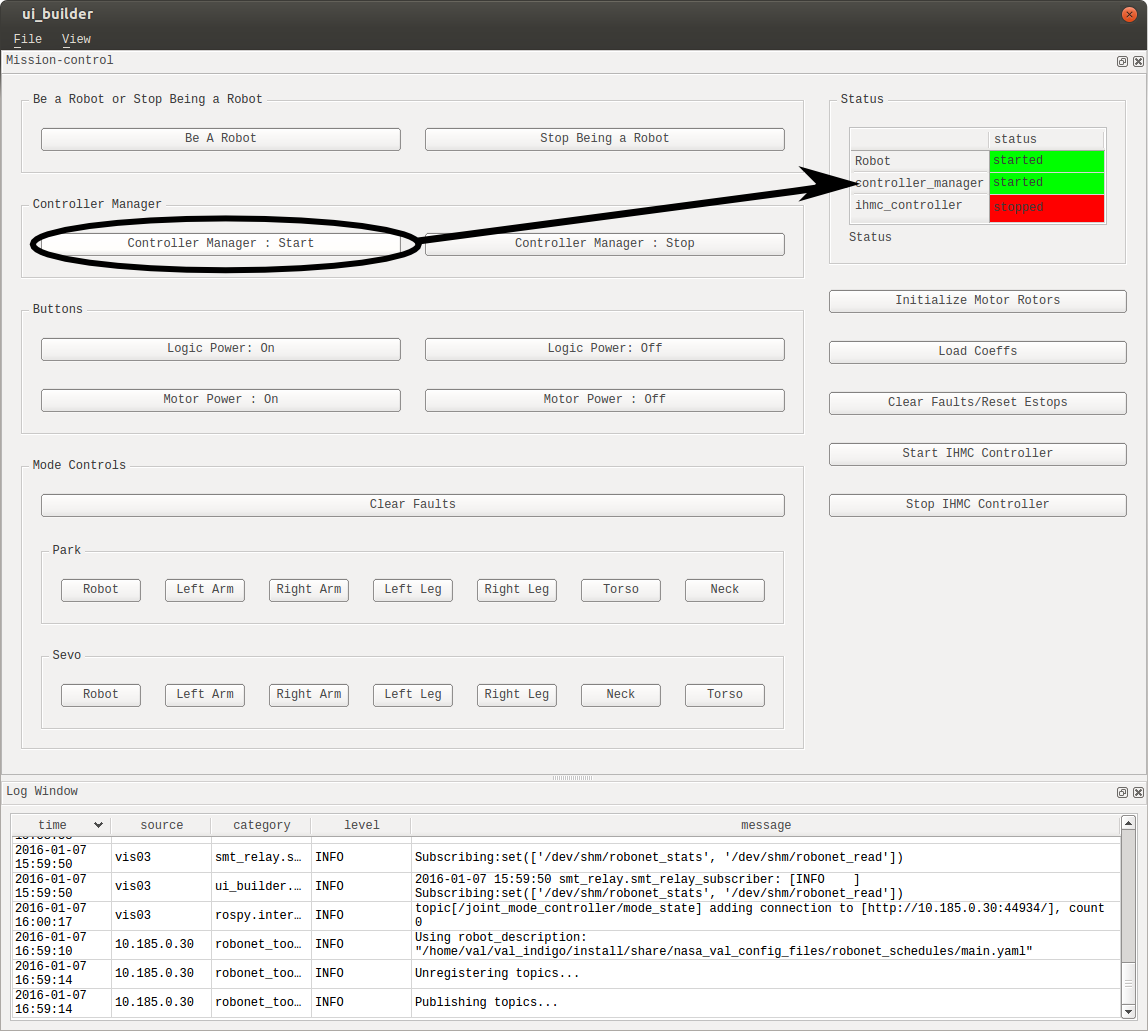 ui_builder
File View
Mission-control
Be a Robot or Stop Being a Robot
Be A Robot
Stop Being a Robot
Controller Manager
Controller Manager : Start
Controller Manager : Stop
Buttons
Logic Power: On
Logic Power: Off
Motor Power : On
Motor Power : Off
Mode Controls
Clear Faults
Park
Robot
Left Arm
Right Arm
Left Leg
Right Leg
Torso
Neck
Sevo
Robot
Left Arm
Right Arm
Left Leg
Right Leg
Neck
Torso
Status
status
Robot started
controller_manager started
ihmc_controller stopped
Status
Initialize Motor Rotors
Load Coeffs
Clear Faults/Reset Estops
Start IHMC Controller
Stop IHMC Controller
Log Window
time source category level message
2016-01-07
15:59:50
vis03
smt_relay.s…
INFO
Subscribing:set(['/dev/shm/robonet_stats', '/dev/shm/robonet_read'])
2016-01-07
15:59:50
vis03
ui_builder.…
INFO
2016-01-07 15:59:50 smt_relay.smt_relay_subscriber: [INFO    ]
Subscribing:set(['/dev/shm/robonet_stats', '/dev/shm/robonet_read'])
2016-01-07
16:00:17
vis03
rospy.inter…
INFO
topic[/joint_mode_controller/mode_state] adding connection to [http://10.185.0.30:44934/], count
0
2016-01-07
16:59:10
10.185.0.30
robonet_too…
INFO
Using robot_description:
"/home/val/val_indigo/install/share/nasa_val_config_files/robonet_schedules/main.yaml"
2016-01-07
16:59:14
10.185.0.30
robonet_too…
INFO
Unregistering topics...
2016-01-07
16:59:14
10.185.0.30
robonet_too…
INFO
Publishing topics...